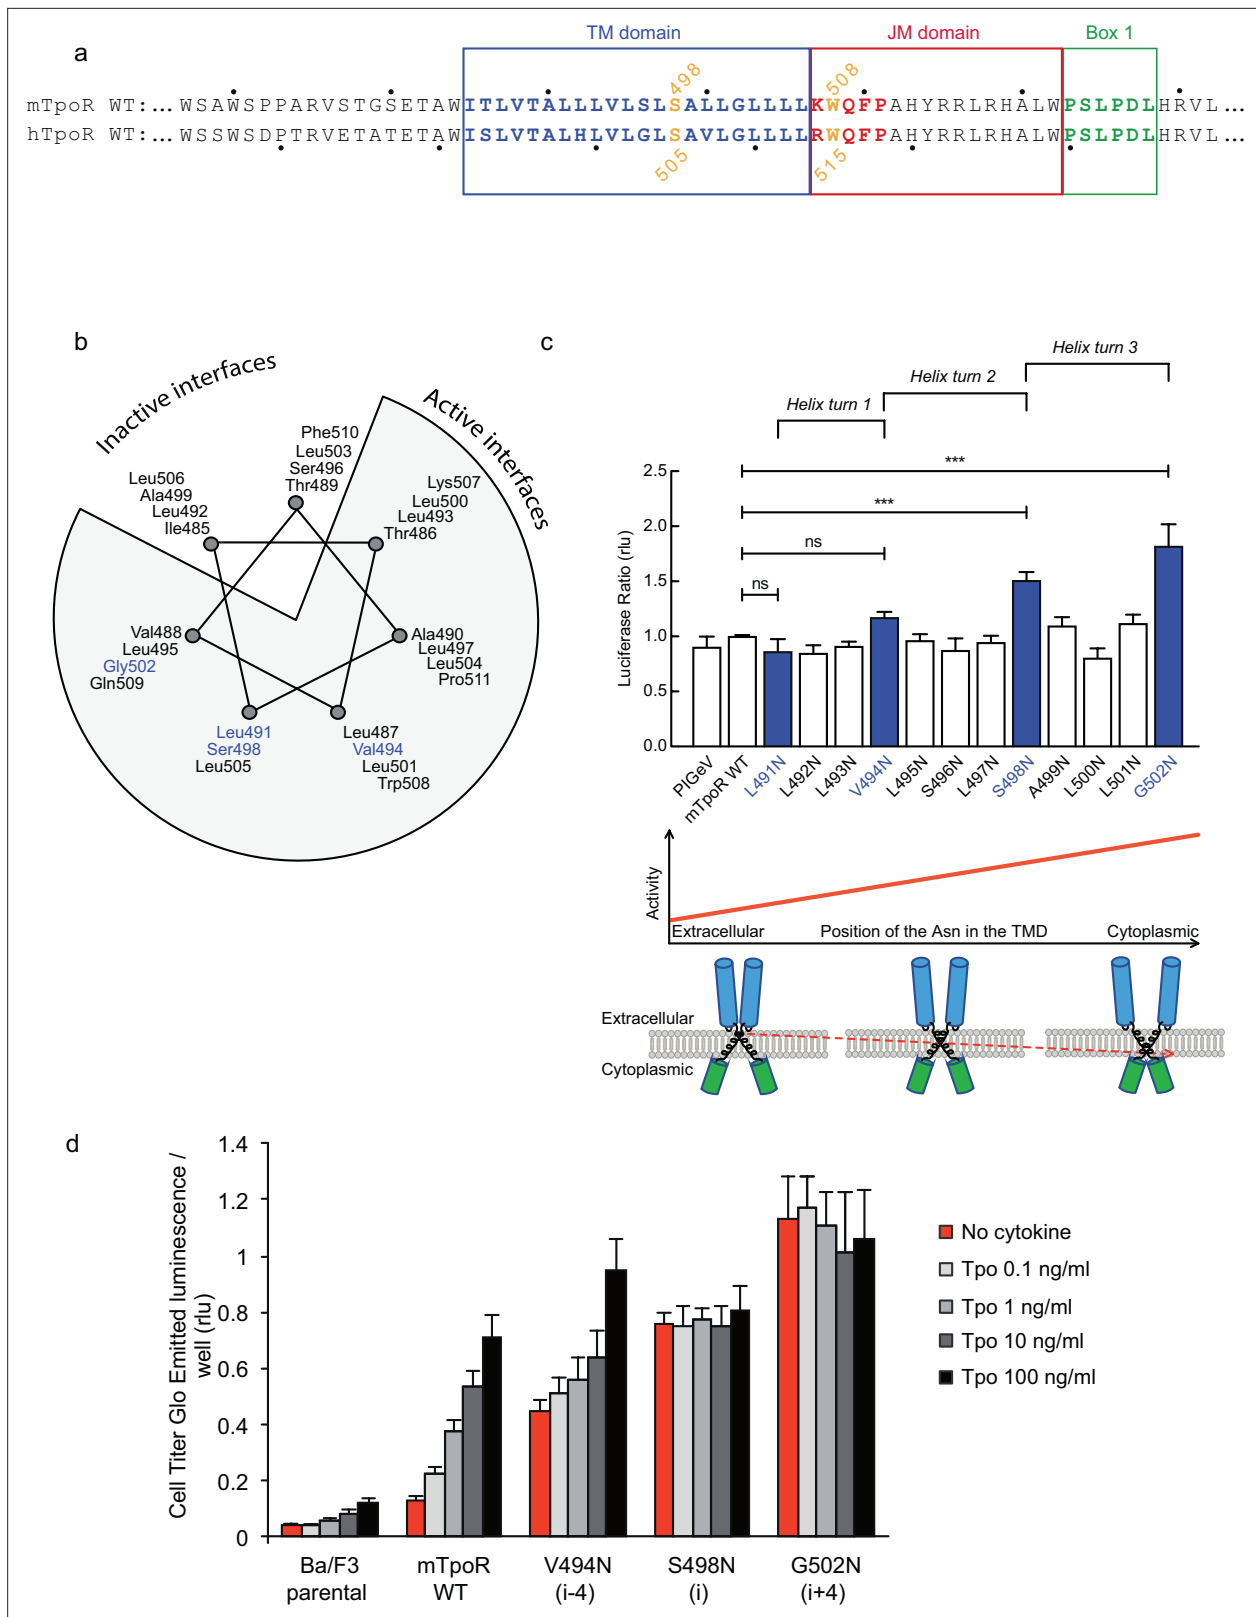 a
TM domain
JM domain
Box 1
498
508
mTpoR WT:... WSAWSPPARVSTGSETAWITLVTALLLVLSLSALLGLLLLKWQFPAHYRRLRHALWPSLPDLHRVL...
hTpoR WT:... WSSWSDPTRVETATETAWISLVTALHLVLGLSAVLGLLLLRWQFPAHYRRLRHALWPSLPDLHRVL...
505
515
b
Inactive interfaces
Active interfaces
Phe510
Leu503
Ser496
Thr489
Leu506
Ala499
Leu492
Ile485
Lys507
Leu500
Leu493
Thr486
Val488
Leu495
Gly502
Gln509
Ala490
Leu497
Leu504
Pro511
Leu491
Ser498
Leu505
Leu487
Val494
Leu501
Trp508
c
Helix turn 3
Helix turn 2
Helix turn 1
Luciferase Ratio (rlu)
2.5
2.0
1.5
1.0
0.5
0.0
***
***
ns
ns
PIGeV
mTpoR WT
L491N
L492N
L493N
V494N
L495N
S496N
L497N
S498N
A499N
L500N
L501N
G502N
Activity
Extracellular
Position of the Asn in the TMD
Cytoplasmic
Extracellular
Cytoplasmic
d
Cell Titer Glo Emitted luminescence /
well (rlu)
1.4
1.2
1
0.8
0.6
0.4
0.2
0
No cytokine
Tpo 0.1 ng/ml
Tpo 1 ng/ml
Tpo 10 ng/ml
Tpo 100 ng/ml
Ba/F3
parental
mTpoR
WT
V494N
(i-4)
S498N
(i)
G502N
(i+4)